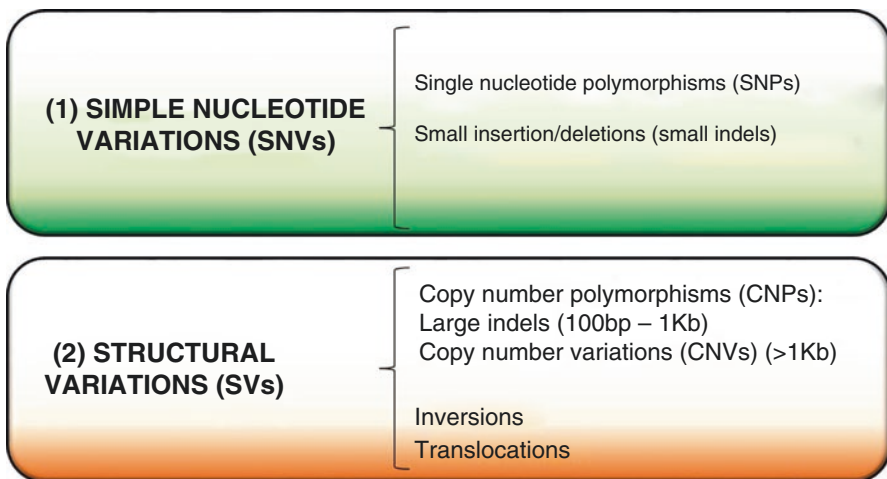 (1) SIMPLE NUCLEOTIDE
VARIATIONS (SNVs)
Single nucleotide polymorphisms (SNPs)
Small insertion/deletions (small indels)
(2) STRUCTURAL
VARIATIONS (SVs)
Copy number polymorphisms (CNPs):
Large indels (100bp – 1Kb)
Copy number variations (CNVs) (>1Kb)
Inversions
Translocations